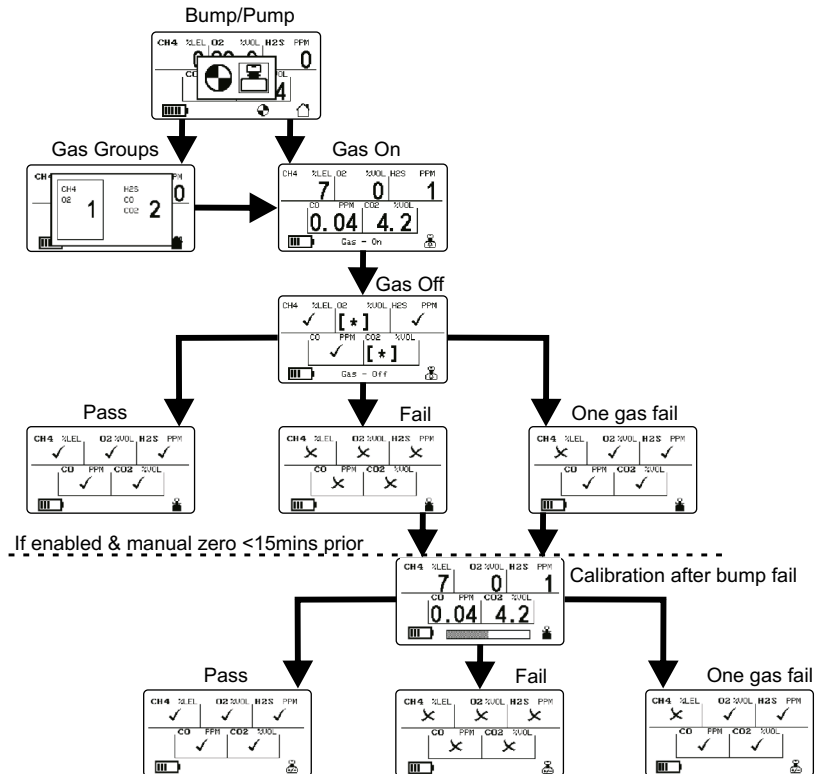 Bump/Pump
CH4 %LEL O2 %VOL H2S PPM
0
4
Gas Groups
Gas On
CH4
O2
1
H2S
CO
CO2
2
0
CH4 %LEL O2 %VOL H2S PPM
7 0 1
CO PPM CO2 %VOL
0.04 4.2
Gas - On
Gas Off
CH4 %LEL O2 %VOL H2S PPM
✓ [*] ✓
CO PPM CO2 %VOL
✓ [*]
Gas - Off
Pass
Fail
One gas fail
CH4 %LEL O2 %VOL H2S PPM
CO PPM CO2 %VOL
CH4 %LEL O2 %VOL H2S PPM
CO PPM CO2 %VOL
CH4 %LEL O2 %VOL H2S PPM
CO PPM CO2 %VOL
If enabled & manual zero <15mins prior
CH4 %LEL O2 %VOL H2S PPM
7 0 1
CO PPM CO2 %VOL
0.04 4.2
Calibration after bump fail
Pass
Fail
One gas fail
CH4 %LEL O2 %VOL H2S PPM
CO PPM CO2 %VOL
CH4 %LEL O2 %VOL H2S PPM
CO PPM CO2 %VOL
CH4 %LEL O2 %VOL H2S PPM
CO PPM CO2 %VOL